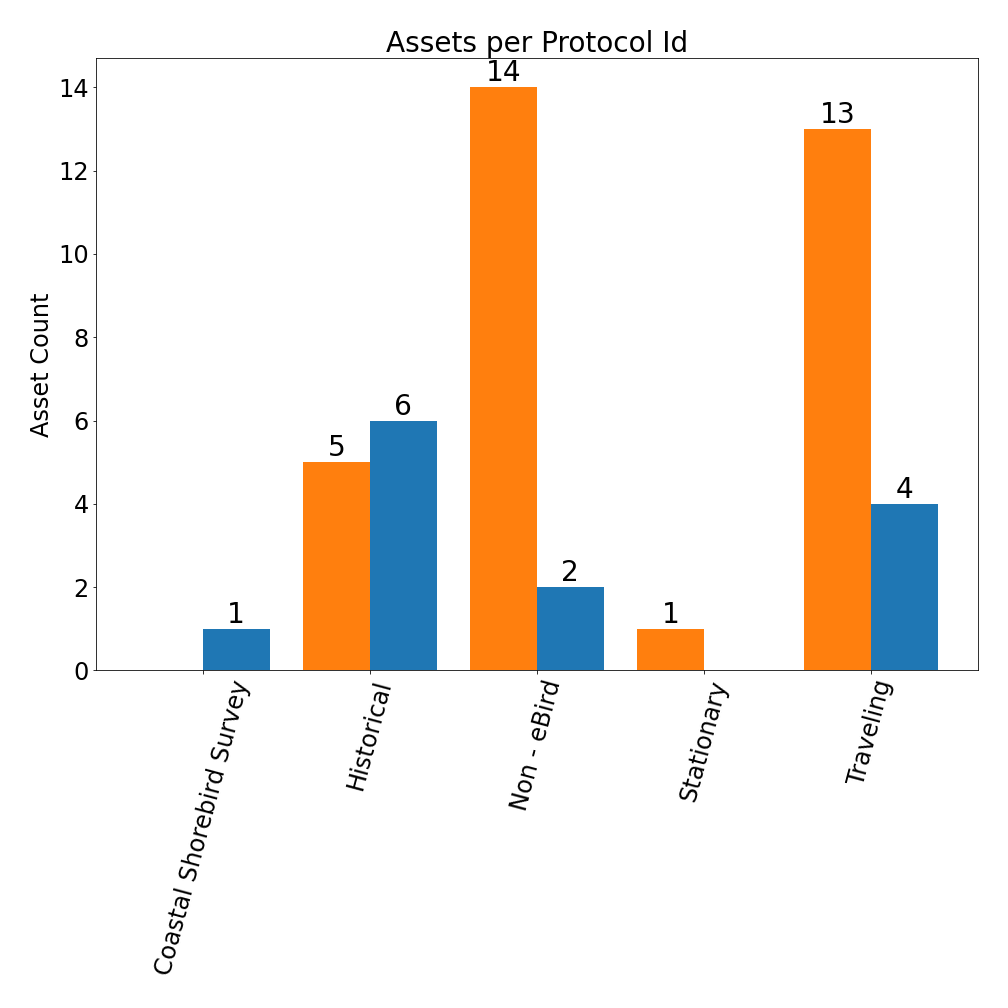 Assets per Protocol Id
Asset Count
14
12
10
8
6
4
2
0
1
5
6
14
2
1
13
4
Coastal Shorebird Survey
Historical
Non - eBird
Stationary
Traveling